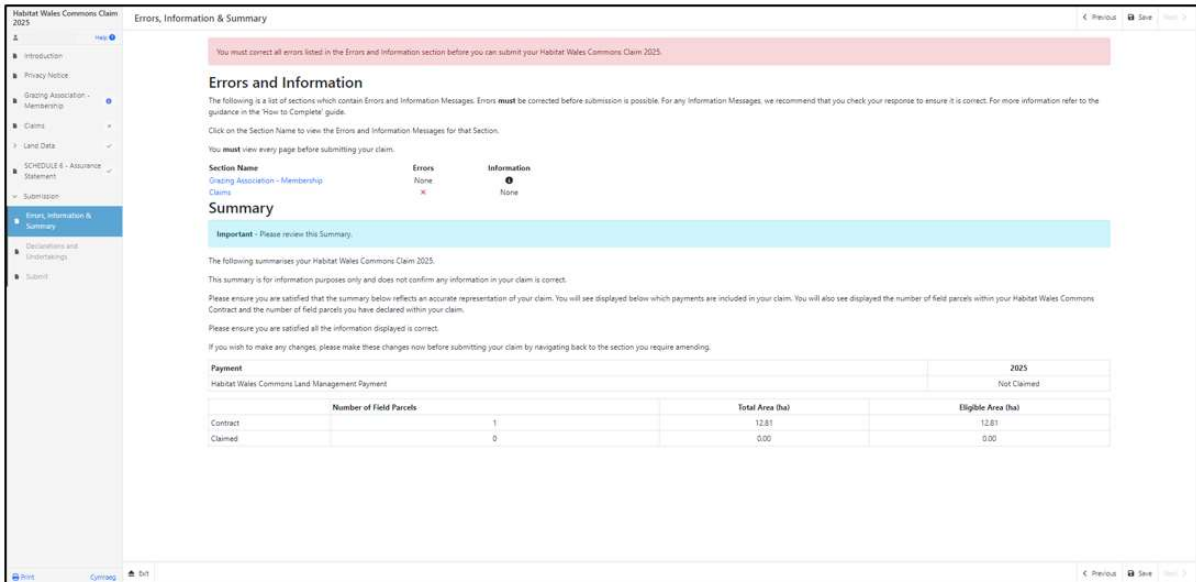 Habitat Wales Commons Claim
2025
Errors, Information & Summary
Previous Save Next
Help
Introduction
Privacy Notice
Grazing Association -
Membership
Claims
Land Data
SCHEDULE 6 - Assurance
Statement
Submission
Errors, Information &
Summary
Declarations and
Undertakings
Submit
You must correct all errors listed in the Errors and Information section before you can submit your Habitat Wales Commons Claim 2025.
Errors and Information
The following is a list of sections which contain Errors and Information Messages. Errors must be corrected before submission is possible. For any Information Messages, we recommend that you check your response to ensure it is correct. For more information refer to the
guidance in the 'How to Complete' guide.
Click on the Section Name to view the Errors and Information Messages for that Section.
You must view every page before submitting your claim.
Section Name Errors Information
Grazing Association - Membership None
Claims × None
Summary
Important - Please review this Summary.
The following summarises your Habitat Wales Commons Claim 2025.
This summary is for information purposes only and does not confirm any information in your claim is correct.
Please ensure you are satisfied that the summary below reflects an accurate representation of your claim. You will see displayed below which payments are included in your claim. You will also see displayed the number of field parcels within your Habitat Wales Commons
Contract and the number of field parcels you have declared within your claim.
Please ensure you are satisfied all the information displayed is correct.
If you wish to make any changes, please make these changes now before submitting your claim by navigating back to the section you require amending.
Payment 2025
Habitat Wales Commons Land Management Payment Not Claimed
Number of Field Parcels Total Area (ha) Eligible Area (ha)
Contract 1 12.81 12.81
Claimed 0 0.00 0.00
Print Cymraeg Exit Previous Save Next